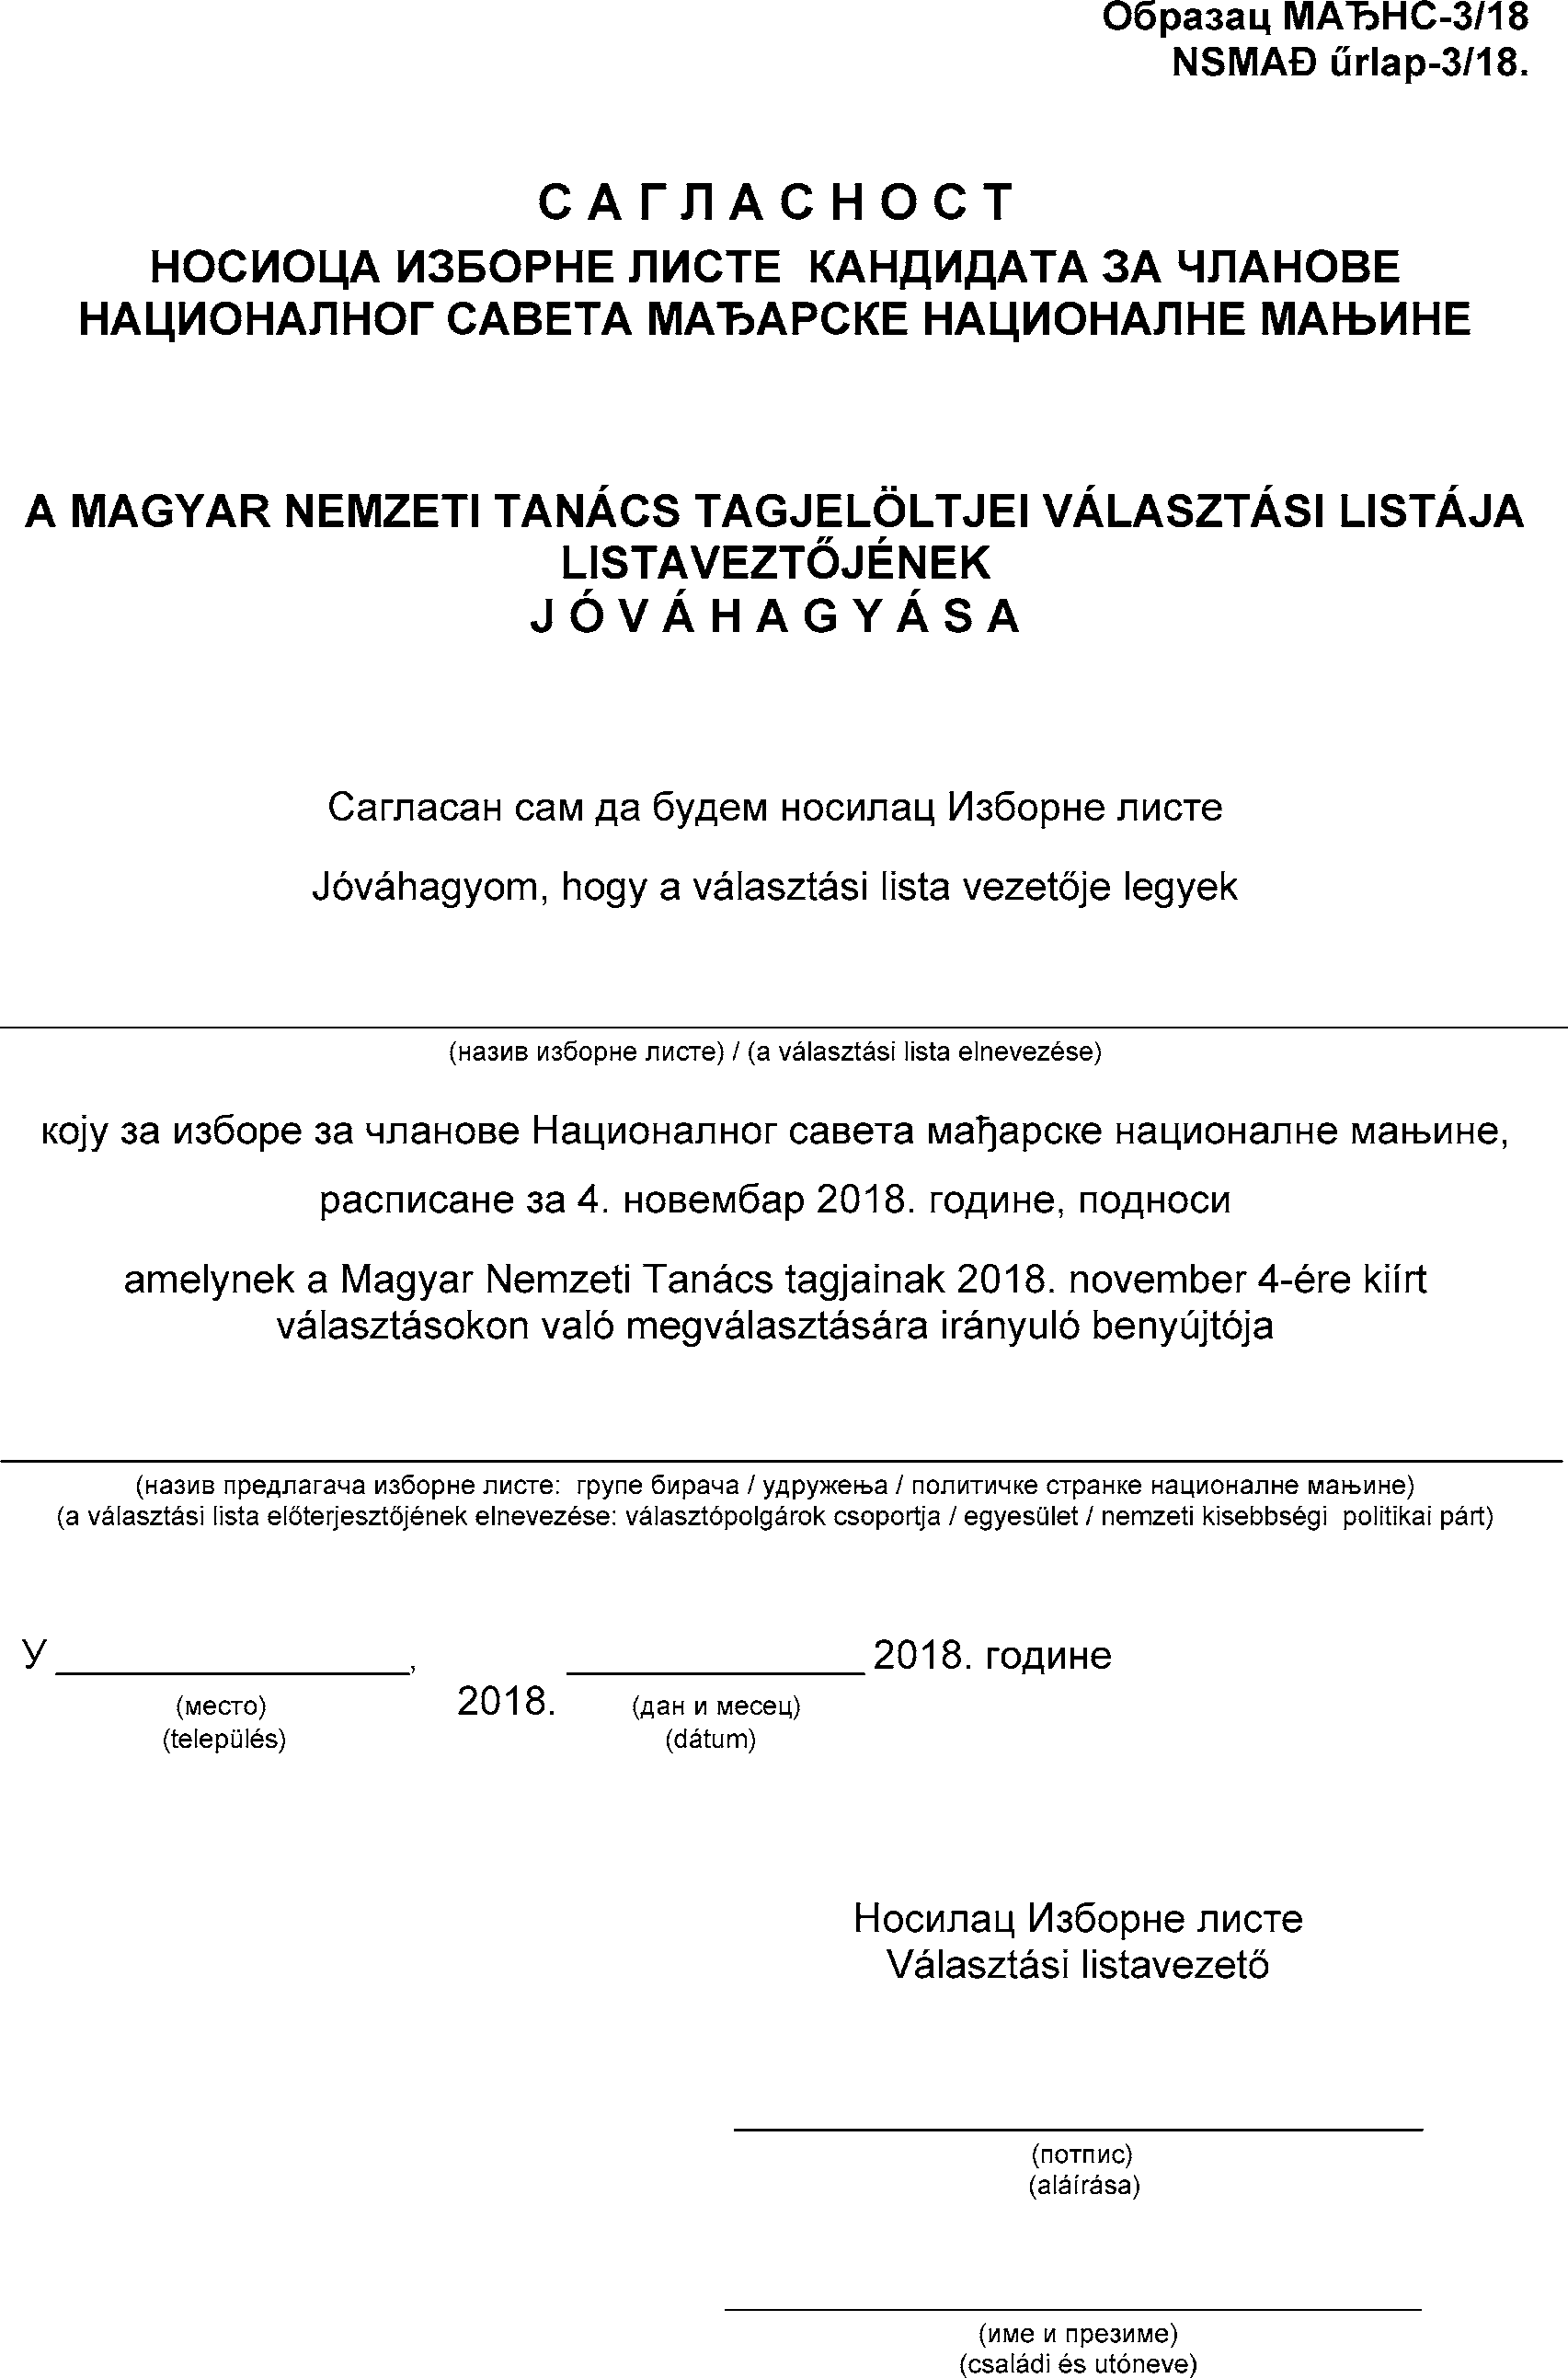 Образац МАЂНС-3/18
NSMAĐ űrlap-3/18.
С А Г Л А С Н О С Т
НОСИОЦА ИЗБОРНЕ ЛИСТЕ КАНДИДАТА ЗА ЧЛАНОВЕ
НАЦИОНАЛНОГ САВЕТА МАЂАРСКЕ НАЦИОНАЛНЕ МАЊИНЕ
A MAGYAR NEMZETI TANÁCS TAGJELÖLTJEI VÁLASZTÁSI LISTÁJA
LISTAVEZTŐJÉNEK
J Ó V Á H A G Y Á S A
Сагласан сам да будем носилац Изборне листе
Jóváhagyom, hogy a választási lista vezetője legyek
(назив изборне листе) / (a választási lista elnevezése)
коју за изборе за чланове Националног савета мађарске националне мањине,
расписане за 4. новембар 2018. године, подноси
amelynek a Magyar Nemzeti Tanács tagjainak 2018. november 4-ére kiírt
választásokon való megválasztására irányuló benyújtója
(назив предлагача изборне листе: групе бирача / удружења / политичке странке националне мањине)
(a választási lista előterjesztőjének elnevezése: választópolgárok csoportja / egyesület / nemzeti kisebbségi politikai párt)
У _______________, _____________ 2018. године
(место) 2018. (дан и месец)
(település) (dátum)
Носилац Изборне листе
Választási listavezető
(потпис)
(aláírása)
(име и презиме)
(családi és utóneve)